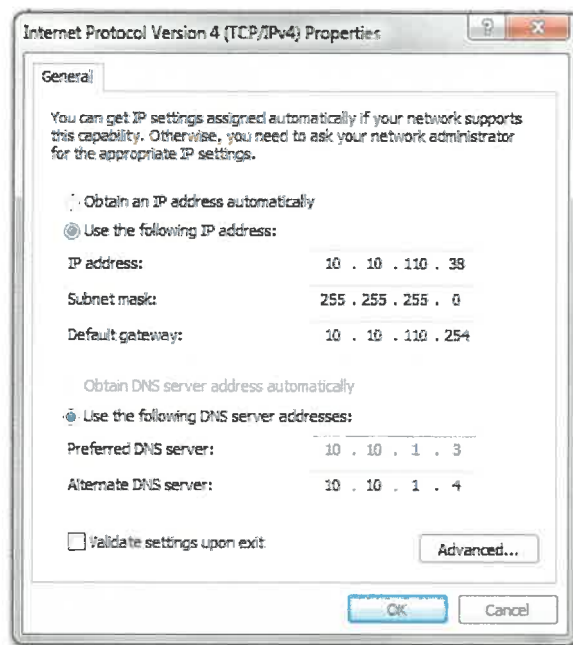 Internet Protocol Version 4 (TCP/IPv4) Properties
General
You can get IP settings assigned automatically if your network supports
this capability. Otherwise, you need to ask your network administrator
for the appropriate IP settings.
Obtain an IP address automatically
Use the following IP address:
IP address: 10 . 10 . 110 . 38
Subnet mask: 255 . 255 . 255 . 0
Default gateway: 10 . 10 . 110 . 254
Obtain DNS server address automatically
Use the following DNS server addresses:
Preferred DNS server: 10 . 10 . 1 . 3
Alternate DNS server: 10 . 10 . 1 . 4
Validate settings upon exit
Advanced...
OK Cancel